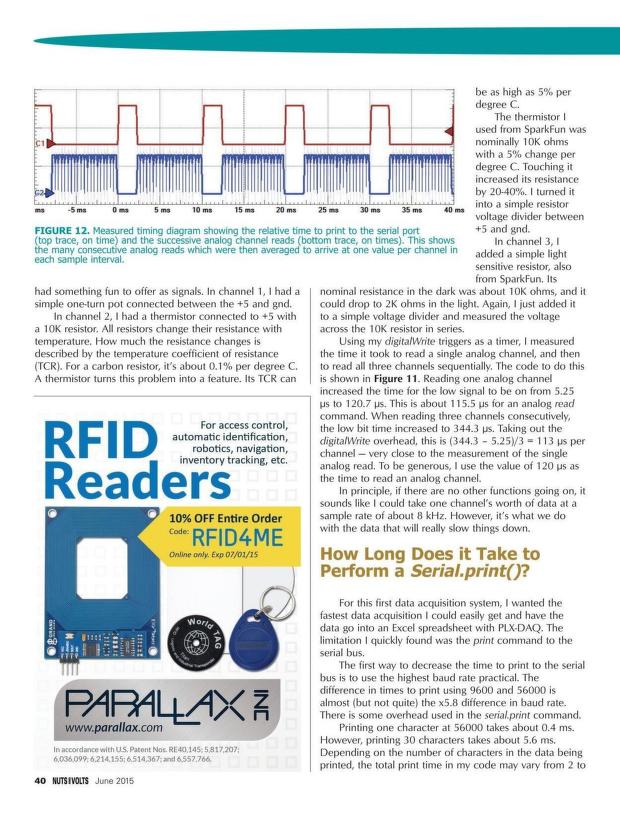 C1
C2
ms -5 ms 0 ms 5 ms 10 ms 15 ms 20 ms 25 ms 30 ms 35 ms 40 ms
FIGURE 12. Measured timing diagram showing the relative time to print to the serial port
(top trace, on time) and the successive analog channel reads (bottom trace, on times). This shows
the many consecutive analog reads which were then averaged to arrive at one value per channel in
each sample interval.
had something fun to offer as signals. In channel 1, I had a
simple one-turn pot connected between the +5 and gnd.
In channel 2, I had a thermistor connected to +5 with
a 10K resistor. All resistors change their resistance with
temperature. How much the resistance changes is
described by the temperature coefficient of resistance
(TCR). For a carbon resistor, it's about 0.1% per degree C.
A thermistor turns this problem into a feature. Its TCR can
be as high as 5% per
degree C.
The thermistor I
used from SparkFun was
nominally 10K ohms
with a 5% change per
degree C. Touching it
increased its resistance
by 20-40%. I turned it
into a simple resistor
voltage divider between
+5 and gnd.
In channel 3, I
added a simple light
sensitive resistor, also
from SparkFun. Its
nominal resistance in the dark was about 10K ohms, and it
could drop to 2K ohms in the light. Again, I just added it
to a simple voltage divider and measured the voltage
across the 10K resistor in series.
Using my digitalWrite triggers as a timer, I measured
the time it took to read a single analog channel, and then
to read all three channels sequentially. The code to do this
is shown in Figure 11. Reading one analog channel
increased the time for the low signal to be on from 5.25
µs to 120.7 µs. This is about 115.5 µs for an analog read
command. When reading three channels consecutively,
the low bit time increased to 344.3 µs. Taking out the
digitalWrite overhead, this is (344.3 – 5.25)/3 = 113 µs per
channel — very close to the measurement of the single
analog read. To be generous, I use the value of 120 µs as
the time to read an analog channel.
In principle, if there are no other functions going on, it
sounds like I could take one channel's worth of data at a
sample rate of about 8 kHz. However, it's what we do
with the data that will really slow things down.
How Long Does it Take to
Perform a Serial.print()?
For this first data acquisition system, I wanted the
fastest data acquisition I could easily get and have the
data go into an Excel spreadsheet with PLX-DAQ. The
limitation I quickly found was the print command to the
serial bus.
The first way to decrease the time to print to the serial
bus is to use the highest baud rate practical. The
difference in times to print using 9600 and 56000 is
almost (but not quite) the x5.8 difference in baud rate.
There is some overhead used in the serial.print command.
Printing one character at 56000 takes about 0.4 ms.
However, printing 30 characters takes about 5.6 ms.
Depending on the number of characters in the data being
printed, the total print time in my code may vary from 2 to
RFID
Readers
For access control,
automatic identification,
robotics, navigation,
inventory tracking, etc.
10% OFF Entire Order
Code: RFID4ME
Online only. Exp 07/01/15
World
TAG
PARALLAX INC
www.parallax.com
In accordance with U.S. Patent Nos. RE40,145; 5,817,207;
6,036,099; 6,214,155; 6,514,367; and 6,557,766.
40 NUTS AND VOLTS June 2015